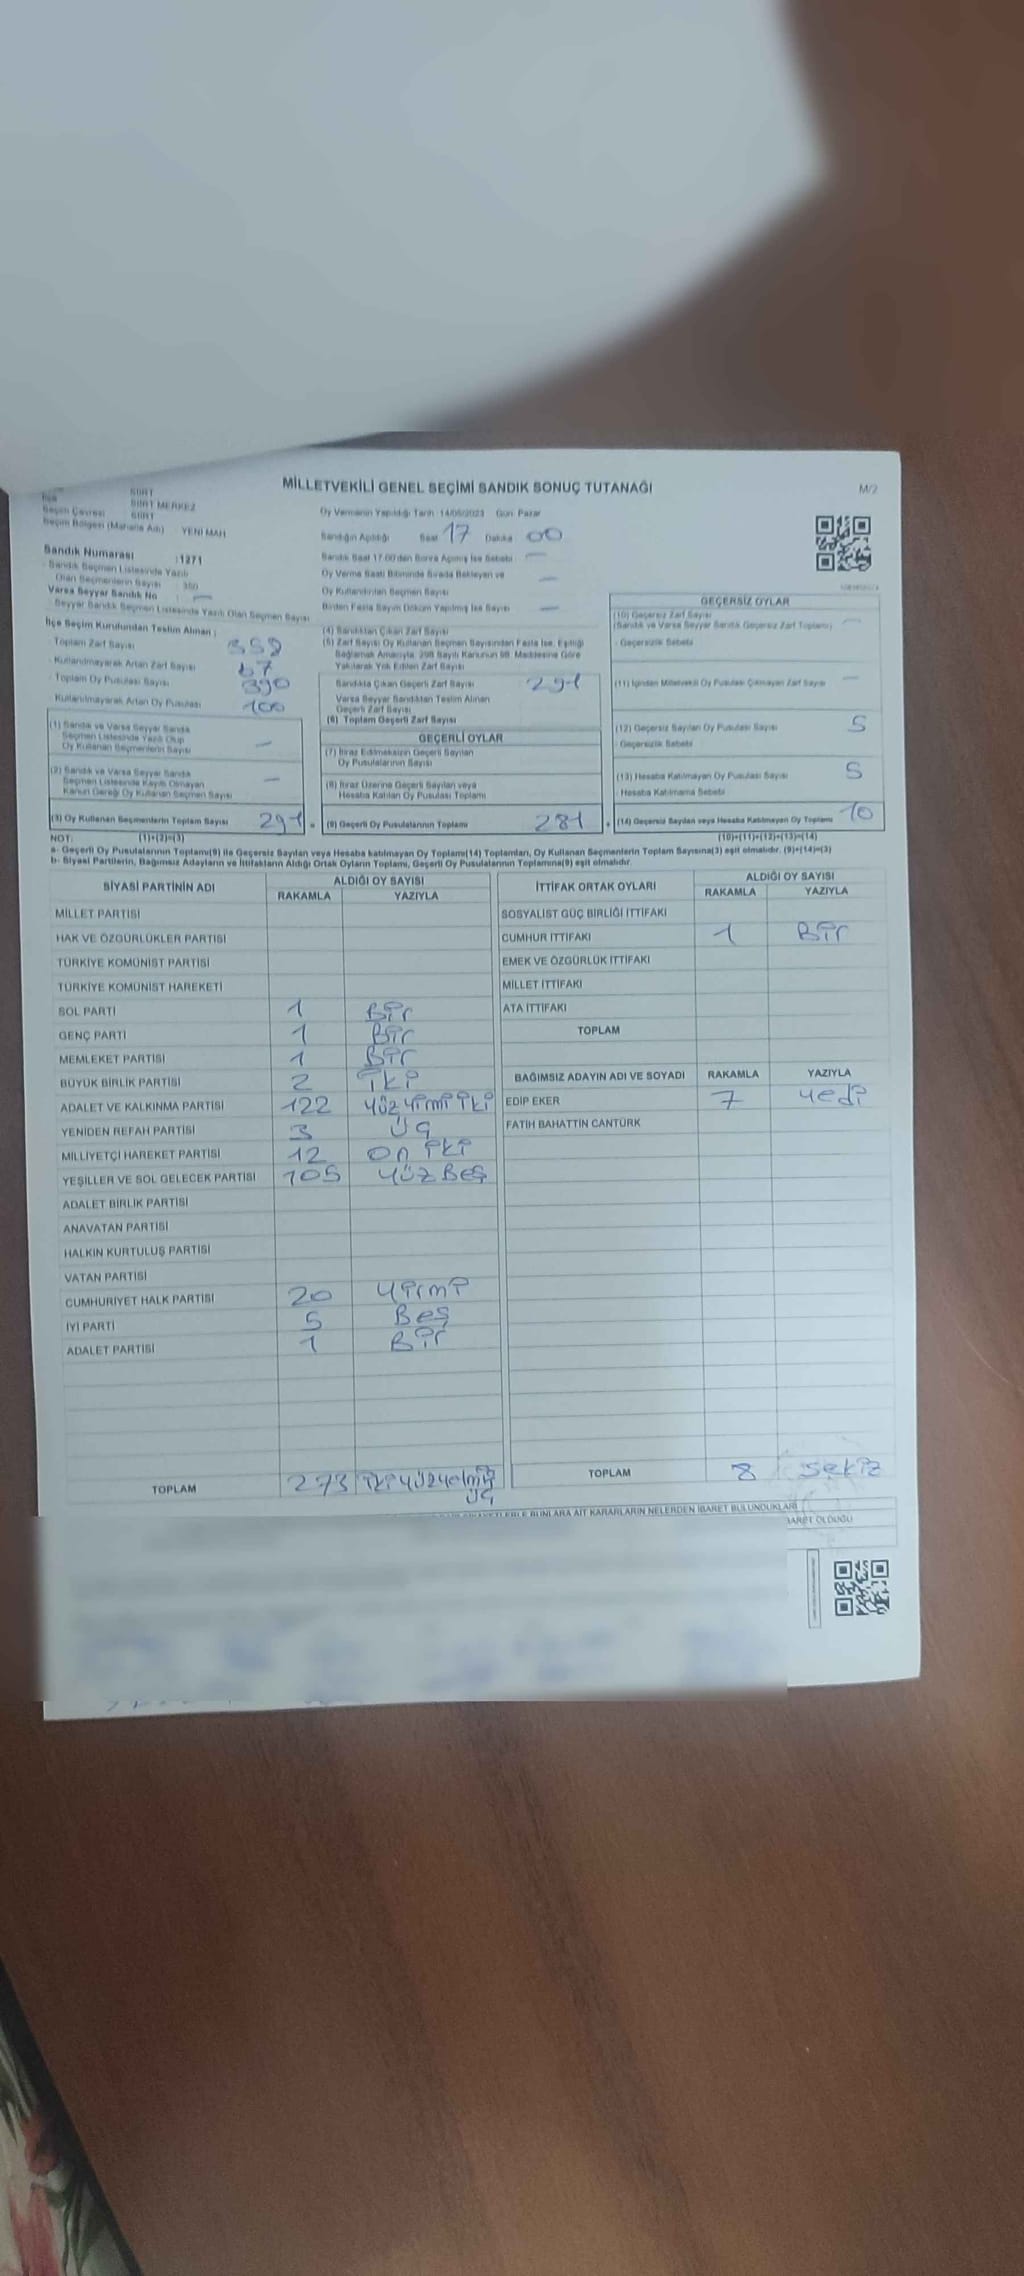 SİİRT
MİLLETVEKİLİ GENEL SEÇİMİ SANDIK SONUÇ TUTANAĞI M/2
İlçe SİİRT MERKEZ
Seçim Çevresi SİİRT
Oy Vermenin Yapıldığı Tarih :14/05/2023 Gün: Pazar
Seçim Bölgesi (Mahalle Adı) YENİ MAH
Sandığın Açıldığı Saat 17 Dakika 00
Sandık Numarası :1271
Sandık Saat 17.00'den Sonra Açılmış İse Sebebi —
Sandık Seçmen Listesinde Yazılı
Olan Seçmenlerin Sayısı
Oy Verme Saati Bitiminde Sırada Bekleyen ve
Oy Kullandırılan Seçmen Sayısı —
Varsa Seyyar Sandık No : —
Seyyar Sandık Seçmen Listesinde Yazılı Olan Seçmen Sayısı
Birden Fazla Sayım Döküm Yapılmış İse Sayısı —
İlçe Seçim Kurulundan Teslim Alınan :
Toplam Zarf Sayısı
Kullanılmayarak Artan Zarf Sayısı 67
Toplam Oy Pusulası Sayısı 390
Kullanılmayarak Artan Oy Pusulası 100
(1) Sandık ve Varsa Seyyar Sandık
Seçmen Listesinde Yazılı Olup
Oy Kullanan Seçmenlerin Sayısı —
(2) Sandık ve Varsa Seyyar Sandık
Seçmen Listesinde Kayıtlı Olmayan
Kanun Gereği Oy Kullanan Seçmen Sayısı —
(3) Oy Kullanan Seçmenlerin Toplam Sayısı 291 =
(4) Sandıktan Çıkan Zarf Sayısı
(5) Zarf Sayısı Oy Kullanan Seçmen Sayısından Fazla İse, Eşitliği
Sağlamak Amacıyla, 298 Sayılı Kanunun 98. Maddesine Göre
Yakılarak Yok Edilen Zarf Sayısı
Sandıkta Çıkan Geçerli Zarf Sayısı 291
Varsa Seyyar Sandıktan Teslim Alınan
Geçerli Zarf Sayısı
(6) Toplam Geçerli Zarf Sayısı
GEÇERLİ OYLAR
(7) İtiraz Edilmeksizin Geçerli Sayılan
Oy Pusulalarının Sayısı
(8) İtiraz Üzerine Geçerli Sayılan veya
Hesaba Katılan Oy Pusulası Toplamı
(9) Geçerli Oy Pusulalarının Toplamı 281 +
GEÇERSİZ OYLAR
(10) Geçersiz Zarf Sayısı
(Sandık ve Varsa Seyyar Sandık Geçersiz Zarf Toplamı) —
- Geçersizlik Sebebi
(11) İçinden Milletvekili Oy Pusulası Çıkmayan Zarf Sayısı —
(12) Geçersiz Sayılan Oy Pusulası Sayısı 5
- Geçersizlik Sebebi
(13) Hesaba Katılmayan Oy Pusulası Sayısı 5
- Hesaba Katılmama Sebebi
(14) Geçersiz Sayılan veya Hesaba Katılmayan Oy Toplamı 10
NOT: (1)+(2)=(3) (10)+(11)+(12)+(13)=(14)
a- Geçerli Oy Pusulalarının Toplamı(9) ile Geçersiz Sayılan veya Hesaba katılmayan Oy Toplamı(14) Toplamları, Oy Kullanan Seçmenlerin Toplam Sayısına(3) eşit olmalıdır. (9)+(14)=(3)
b- Siyasi Partilerin, Bağımsız Adayların ve İttifakların Aldığı Ortak Oyların Toplamı, Geçerli Oy Pusulalarının Toplamına(9) eşit olmalıdır.
SİYASİ PARTİNİN ADI ALDIĞI OY SAYISI
RAKAMLA YAZIYLA
MİLLET PARTİSİ
HAK VE ÖZGÜRLÜKLER PARTİSİ
TÜRKİYE KOMÜNİST PARTİSİ
TÜRKİYE KOMÜNİST HAREKETİ
SOL PARTİ 1 Bir
GENÇ PARTİ 1 Bir
MEMLEKET PARTİSİ 1 Bir
BÜYÜK BİRLİK PARTİSİ 2 iki
ADALET VE KALKINMA PARTİSİ 122 yüz yirmi iki
YENİDEN REFAH PARTİSİ 3 üç
MİLLİYETÇİ HAREKET PARTİSİ 12 on iki
YEŞİLLER VE SOL GELECEK PARTİSİ 105 yüz Beş
ADALET BİRLİK PARTİSİ
ANAVATAN PARTİSİ
HALKIN KURTULUŞ PARTİSİ
VATAN PARTİSİ
CUMHURİYET HALK PARTİSİ 20 yirmi
İYİ PARTİ 5 Beş
ADALET PARTİSİ 1 Bir
TOPLAM 273
üç
İTTİFAK ORTAK OYLARI ALDIĞI OY SAYISI
RAKAMLA YAZIYLA
SOSYALİST GÜÇ BİRLİĞİ İTTİFAKI
CUMHUR İTTİFAKI 1 Bir
EMEK VE ÖZGÜRLÜK İTTİFAKI
MİLLET İTTİFAKI
ATA İTTİFAKI
TOPLAM
BAĞIMSIZ ADAYIN ADI VE SOYADI RAKAMLA YAZIYLA
EDİP EKER 7 yedi
FATİH BAHATTİN CANTÜRK
TOPLAM 8 sekiz
BUNLARA AİT KARARLARIN NELERDEN İBARET BULUNDUKLARI
İBARET OLDUĞU